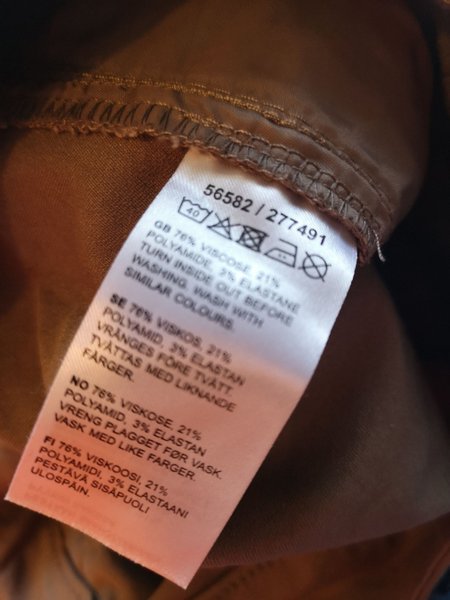 56582 / 277491
40
GB 76% VISCOSE, 21%
POLYAMIDE, 3% ELASTANE
TURN INSIDE OUT BEFORE
WASHING. WASH WITH
SIMILAR COLOURS.
SE 76% VISKOS, 21%
POLYAMID, 3% ELASTAN
VRÄNGES FÖRE TVÄTT.
TVÄTTAS MED LIKNANDE
FÄRGER.
NO 76% VISCOSE, 21%
POLYAMID, 3% ELASTAN
VRENG PLAGGET FØR VASK.
VASK MED LIKE FARGER.
FI 76% VISKOOSI, 21%
POLYAMIDI, 3% ELASTAANI
PESTÄVÄ SISÄPUOLI
ULOSPÄIN.